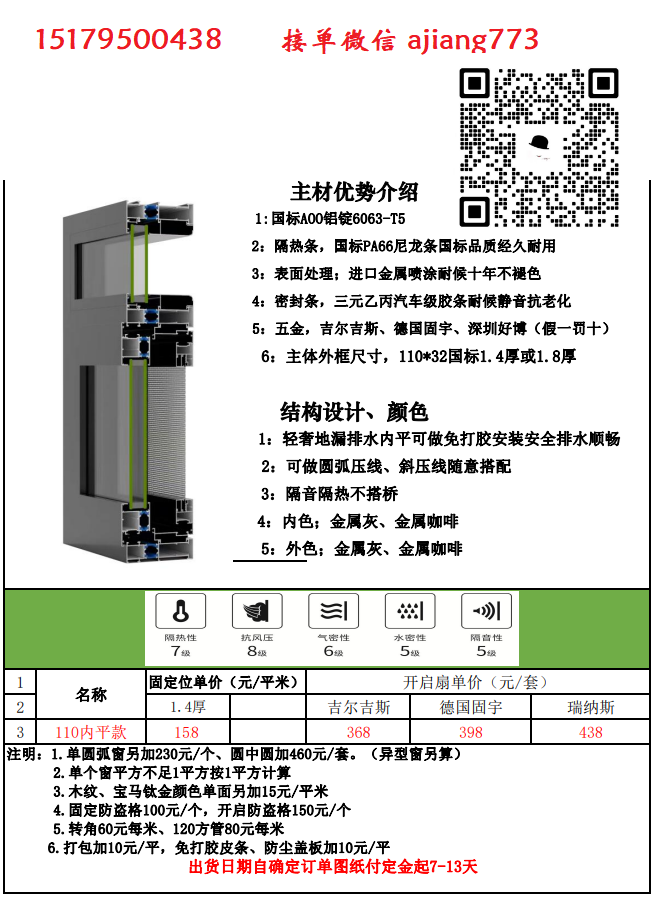 15179500438 接单微信 ajiang773
主材优势介绍
1:国标AOO铝锭6063-T5
2：隔热条，国标PA66尼龙条国标品质经久耐用
3：表面处理；进口金属喷涂耐候十年不褪色
4：密封条，三元乙丙汽车级胶条耐候静音抗老化
5：五金，吉尔吉斯、德国固宇、深圳好博（假一罚十）
6：主体外框尺寸，110*32国标1.4厚或1.8厚
结构设计、颜色
1：轻奢地漏排水内平可做免打胶安装安全排水顺畅
2：可做圆弧压线、斜压线随意搭配
3：隔音隔热不搭桥
4：内色；金属灰、金属咖啡
5：外色；金属灰、金属咖啡
隔热性 抗风压 气密性 水密性 隔音性
7级 8级 6级 5级 5级
1 名称 固定位单价（元/平米） 开启扇单价（元/套）
2 1.4厚 吉尔吉斯 德国固宇 瑞纳斯
3 110内平款 158 368 398 438
注明：1.单圆弧窗另加230元/个、圆中圆加460元/套。（异型窗另算）
2.单个窗平方不足1平方按1平方计算
3.木纹、宝马钛金颜色单面另加15元/平米
4.固定防盗格100元/个，开启防盗格150元/个
5.转角60元每米、120方管80元每米
6.打包加10元/平，免打胶皮条、防尘盖板加10元/平
出货日期自确定订单图纸付定金起7-13天